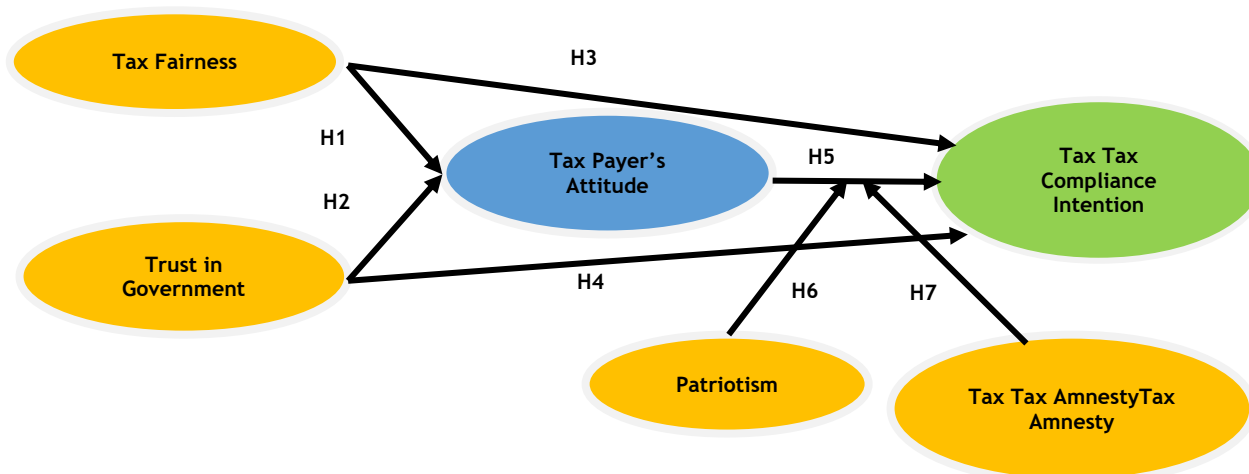 Tax Fairness
H3
H1
Tax Payer's
Attitude
H5
Tax Tax
Compliance
Intention
H2
Trust in
Government
H4
H6
H7
Patriotism
Tax Tax AmnestyTax
Amnesty